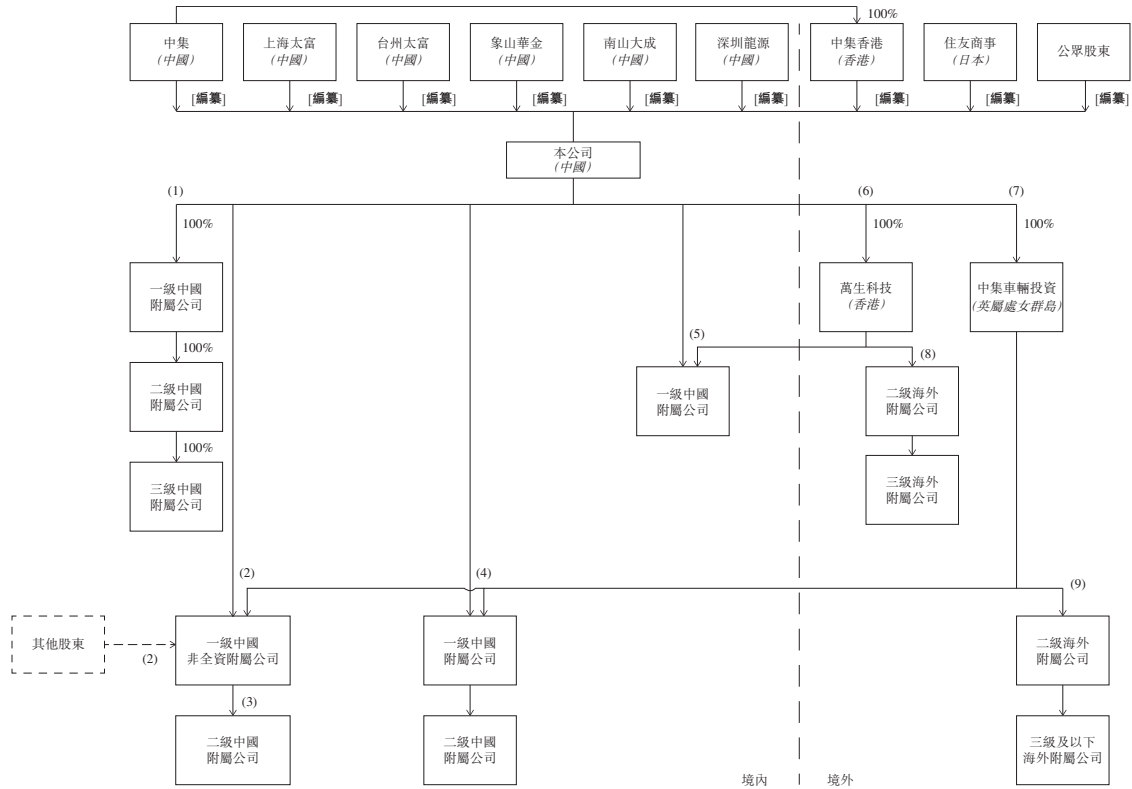 100%
中集
（中國）
上海太富
（中國）
台州太富
（中國）
象山華金
（中國）
南山大成
（中國）
深圳龍源
（中國）
中集香港
（香港）
住友商事
（日本）
公眾股東
[編纂]
[編纂]
[編纂]
[編纂]
[編纂]
[編纂]
[編纂]
[編纂]
[編纂]
本公司
（中國）
(1)
(6)
(7)
100%
100%
100%
一級中國
附屬公司
萬生科技
（香港）
中集車輛投資
（英屬處女群島）
100%
(5)
(8)
二級中國
附屬公司
一級中國
附屬公司
二級海外
附屬公司
100%
三級中國
附屬公司
三級海外
附屬公司
(2)
(4)
(9)
其他股東
(2)
一級中國
非全資附屬公司
一級中國
附屬公司
二級海外
附屬公司
(3)
二級中國
附屬公司
二級中國
附屬公司
三級及以下
海外附屬公司
境內
境外